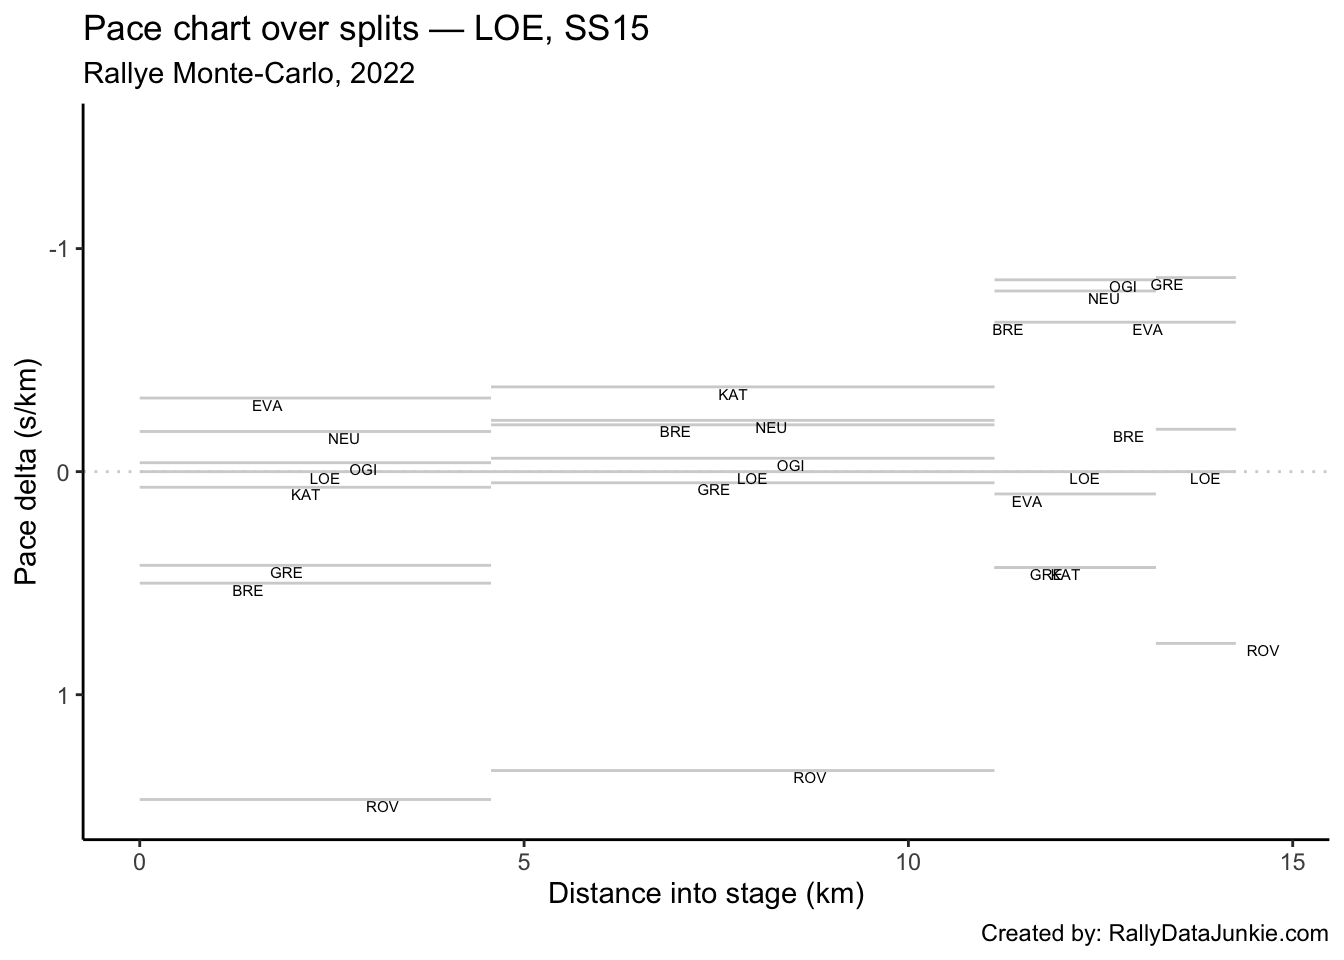 Pace chart over splits — LOE, SS15
Rallye Monte-Carlo, 2022
Pace delta (s/km)
-1
0
1
EVA
NEU
OGI
LOE
KAT
GRE
BRE
ROV
KAT
BRE
NEU
OGI
LOE
GRE
ROV
OGI
NEU
BRE
LOE
EVA
GRE
KAT
GRE
EVA
BRE
LOE
ROV
0
5
10
15
Distance into stage (km)
Created by: RallyDataJunkie.com